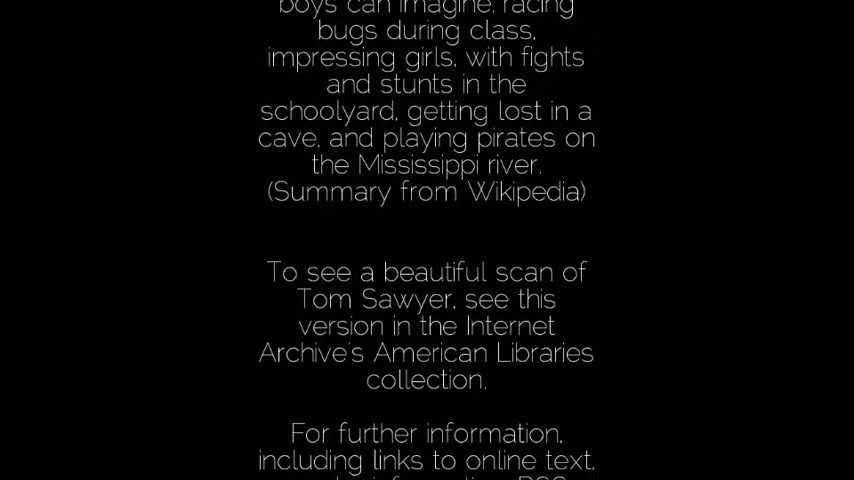 boys can imagine, racing
bugs during class,
impressing girls, with fights
and stunts in the
schoolyard, getting lost in a
cave, and playing pirates on
the Mississippi river.
(Summary from Wikipedia)
To see a beautiful scan of
Tom Sawyer, see this
version in the Internet
Archive's American Libraries
collection.
For further information,
including links to online text,